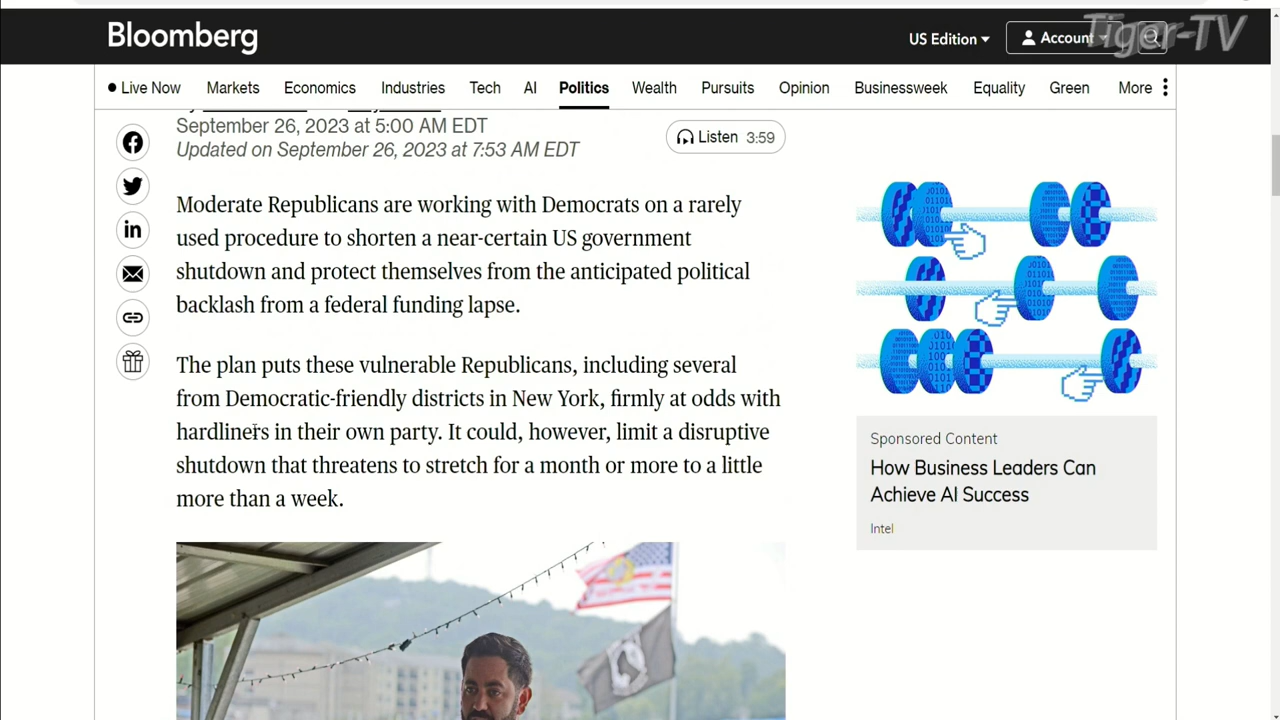 Bloomberg
US Edition
Account
Tiger-TV
Live Now
Markets
Economics
Industries
Tech
AI
Politics
Wealth
Pursuits
Opinion
Businessweek
Equality
Green
More
September 26, 2023 at 5:00 AM EDT
Updated on September 26, 2023 at 7:53 AM EDT
Listen 3:59
Moderate Republicans are working with Democrats on a rarely
used procedure to shorten a near-certain US government
shutdown and protect themselves from the anticipated political
backlash from a federal funding lapse.
The plan puts these vulnerable Republicans, including several
from Democratic-friendly districts in New York, firmly at odds with
hardliners in their own party. It could, however, limit a disruptive
shutdown that threatens to stretch for a month or more to a little
more than a week.
Sponsored Content
How Business Leaders Can
Achieve AI Success
Intel